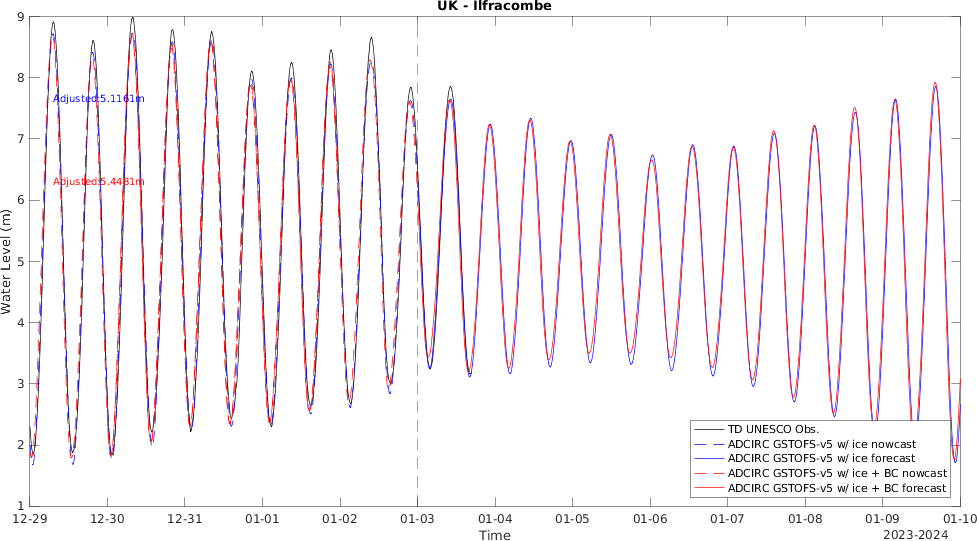 UK - Ilfracombe
9
8
7
6
5
4
3
2
1
Water Level (m)
Adjusted:5.1161m
Adjusted:5.4481m
TD UNESCO Obs.
ADCIRC GSTOFS-v5 w/ ice nowcast
ADCIRC GSTOFS-v5 w/ ice forecast
ADCIRC GSTOFS-v5 w/ ice + BC nowcast
ADCIRC GSTOFS-v5 w/ ice + BC forecast
12-29 12-30 12-31 01-01 01-02 01-03 01-04 01-05 01-06 01-07 01-08 01-09 01-10
Time
2023-2024